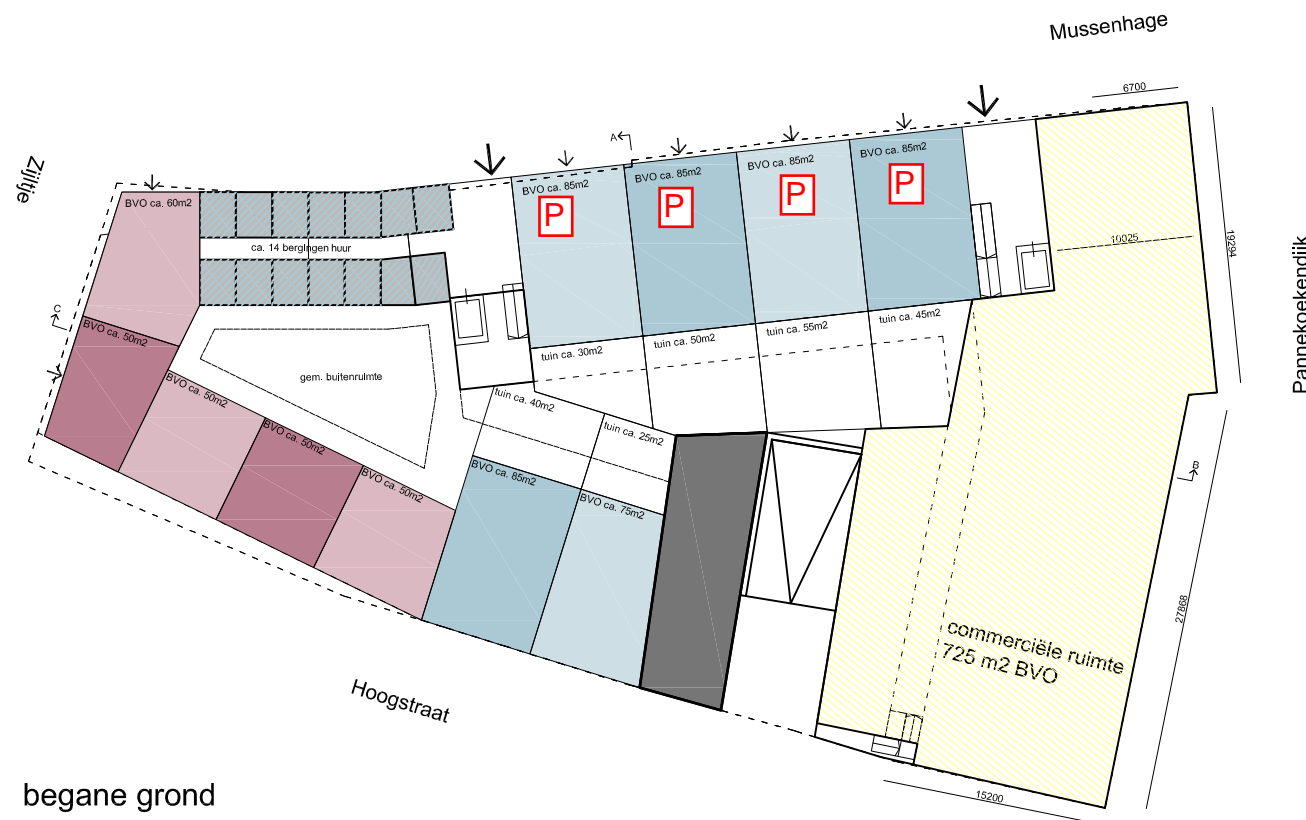 Mussenhage
6700
Zijltje
A
BVO ca. 85m2
BVO ca. 85m2
BVO ca. 85m2
BVO ca. 85m2
P
P
P
P
BVO ca. 60m2
ca. 14 bergingen huur
10025
19294
Pannekoekendijk
C
BVO ca. 50m2
tuin ca. 30m2
tuin ca. 50m2
tuin ca. 55m2
tuin ca. 45m2
gem. buitenruimte
BVO ca. 50m2
tuin ca. 40m2
BVO ca. 50m2
tuin ca. 25m2
BVO ca. 50m2
BVO ca. 85m2
BVO ca. 75m2
B
27868
commerciële ruimte
725 m2 BVO
Hoogstraat
15200
begane grond